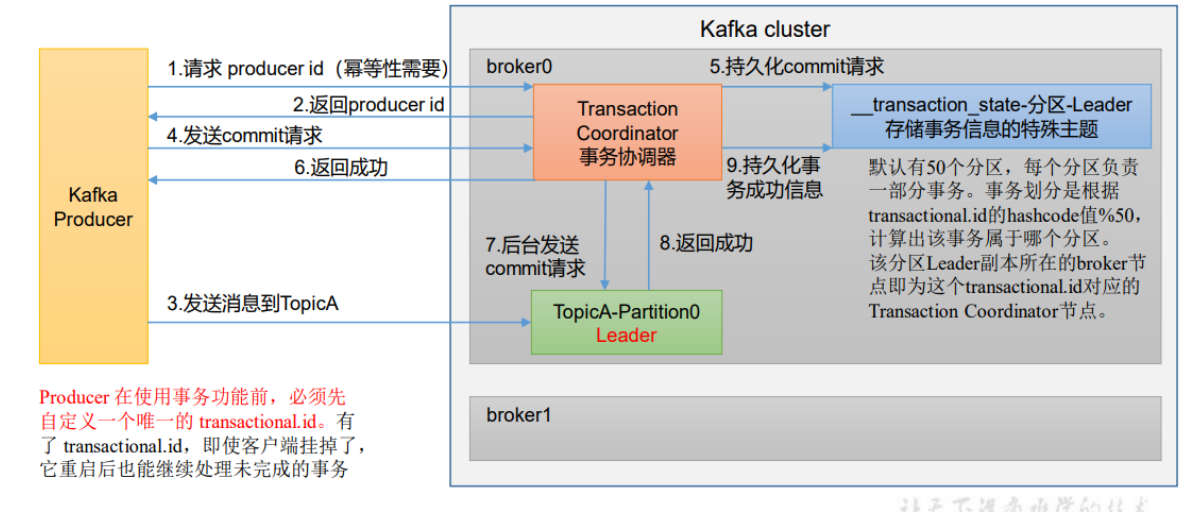 Kafka cluster
broker0
1.请求 producer id（幂等性需要）
2.返回producer id
4.发送commit请求
6.返回成功
3.发送消息到TopicA
Kafka
Producer
Transaction
Coordinator
事务协调器
5.持久化commit请求
__transaction_state-分区-Leader
存储事务信息的特殊主题
9.持久化事
务成功信息
7.后台发送
commit请求
8.返回成功
TopicA-Partition0
Leader
默认有50个分区，每个分区负责
一部分事务。事务划分是根据
transactional.id的hashcode值%50，
计算出该事务属于哪个分区。
该分区Leader副本所在的broker节
点即为这个transactional.id对应的
Transaction Coordinator节点。
broker1
Producer 在使用事务功能前，必须先
自定义一个唯一的 transactional.id。有
了 transactional.id，即使客户端挂掉了，
它重启后也能继续处理未完成的事务
让天下没有难学的技术